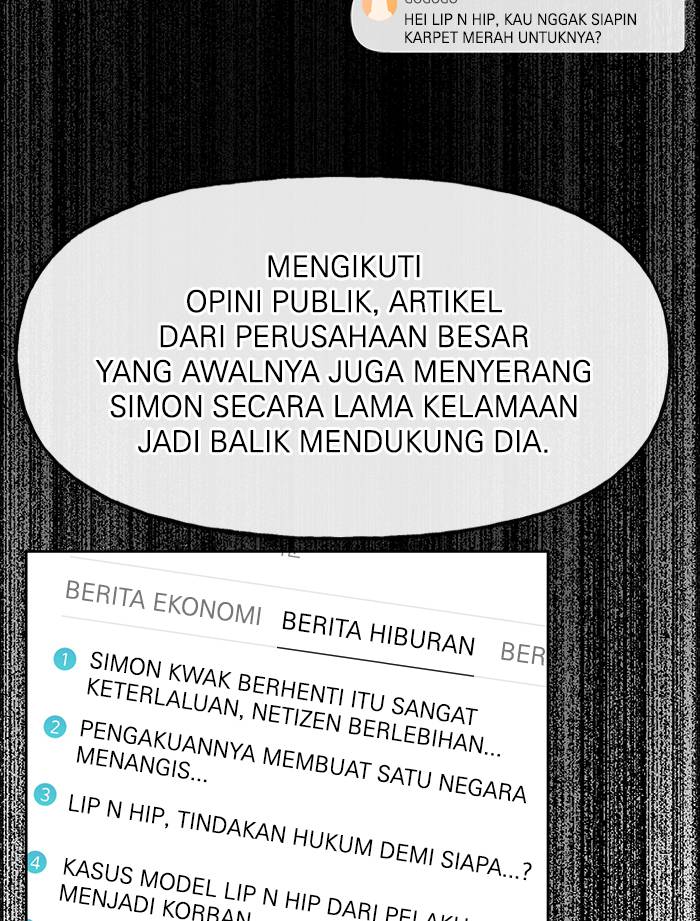 HEI LIP N HIP, KAU NGGAK SIAPIN
KARPET MERAH UNTUKNYA?
MENGIKUTI
OPINI PUBLIK, ARTIKEL
DARI PERUSAHAAN BESAR
YANG AWALNYA JUGA MENYERANG
SIMON SECARA LAMA KELAMAAN
JADI BALIK MENDUKUNG DIA.
BERITA EKONOMI BERITA HIBURAN BER
1 SIMON KWAK BERHENTI ITU SANGAT
KETERLALUAN, NETIZEN BERLEBIHAN...
2 PENGAKUANNYA MEMBUAT SATU NEGARA
MENANGIS...
3 LIP N HIP, TINDAKAN HUKUM DEMI SIAPA...?
4 KASUS MODEL LIP N HIP DARI PELAKU
MENJADI KORBAN